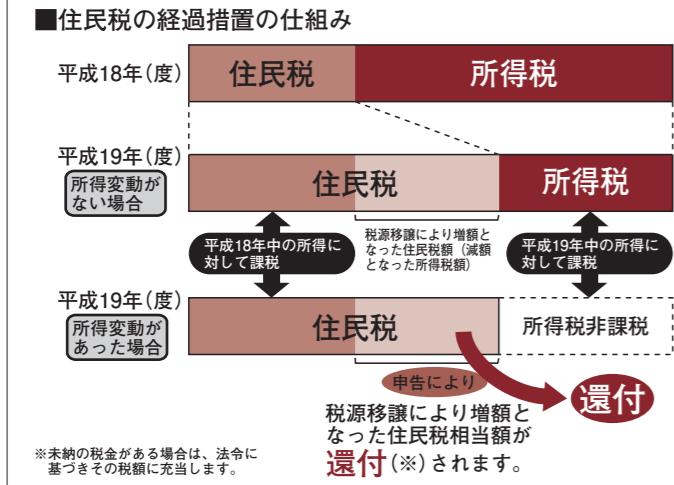 ■住民税の経過措置の仕組み
平成18年(度)
住民税
所得税
平成19年(度)
所得変動が
ない場合
住民税
所得税
平成18年中の所得に
対して課税
税源移譲により増額と
なった住民税額(減額
となった所得税額)
平成19年中の所得に
対して課税
平成19年(度)
所得変動が
あった場合
住民税
所得税非課税
申告により
還付
税源移譲により増額と
なった住民税相当額が
還付(※)されます。
※未納の税金がある場合は、法令に
基づきその税額に充当します。